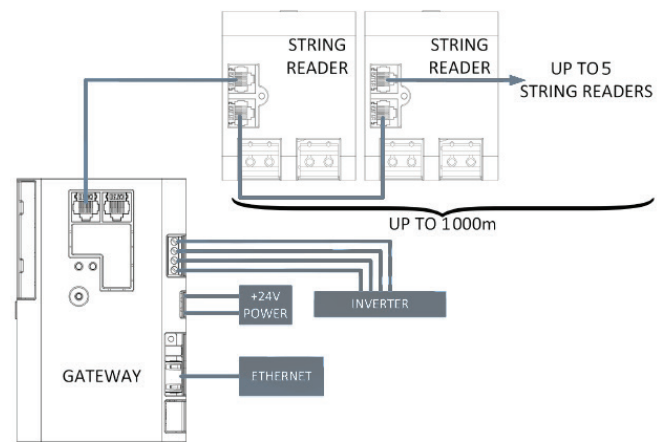 STRING
READER
STRING
READER
UP TO 5
STRING READERS
UP TO 1000m
+24V
POWER
INVERTER
GATEWAY
ETHERNET